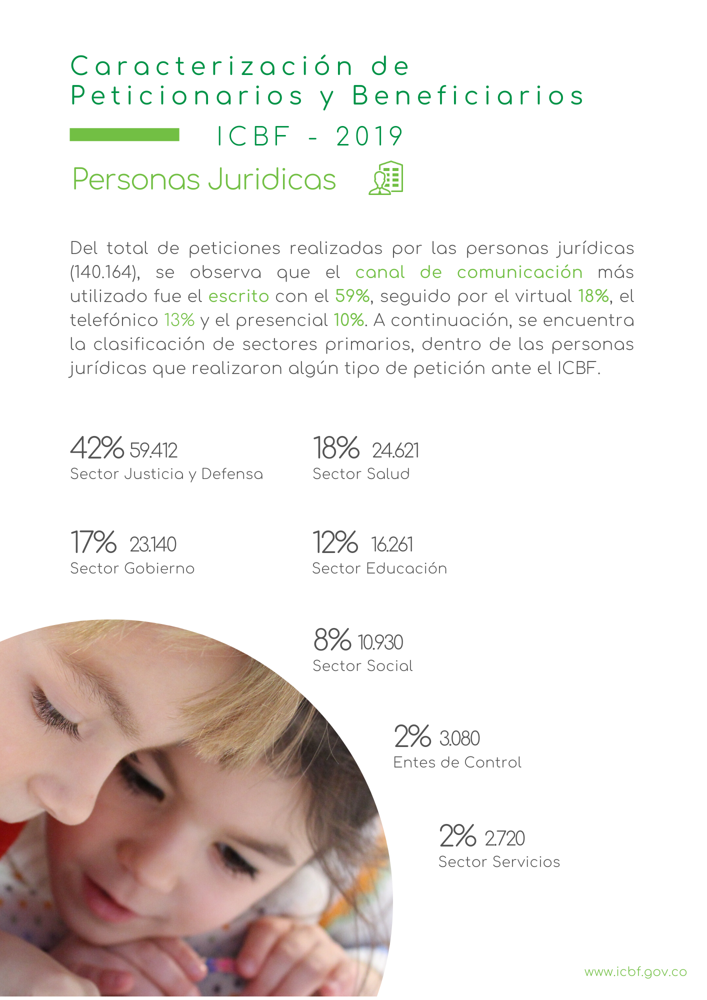 Caracterización de
Peticionarios y Beneficiarios
ICBF - 2019
Personas Juridicas
Del total de peticiones realizadas por las personas jurídicas
(140.164), se observa que el canal de comunicación más
utilizado fue el escrito con el 59%, seguido por el virtual 18%, el
telefónico 13% y el presencial 10%. A continuación, se encuentra
la clasificación de sectores primarios, dentro de las personas
jurídicas que realizaron algún tipo de petición ante el ICBF.
42% 59.412
Sector Justicia y Defensa
18% 24.621
Sector Salud
17% 23.140
Sector Gobierno
12% 16.261
Sector Educación
8% 10.930
Sector Social
2% 3.080
Entes de Control
2% 2.720
Sector Servicios
www.icbf.gov.co